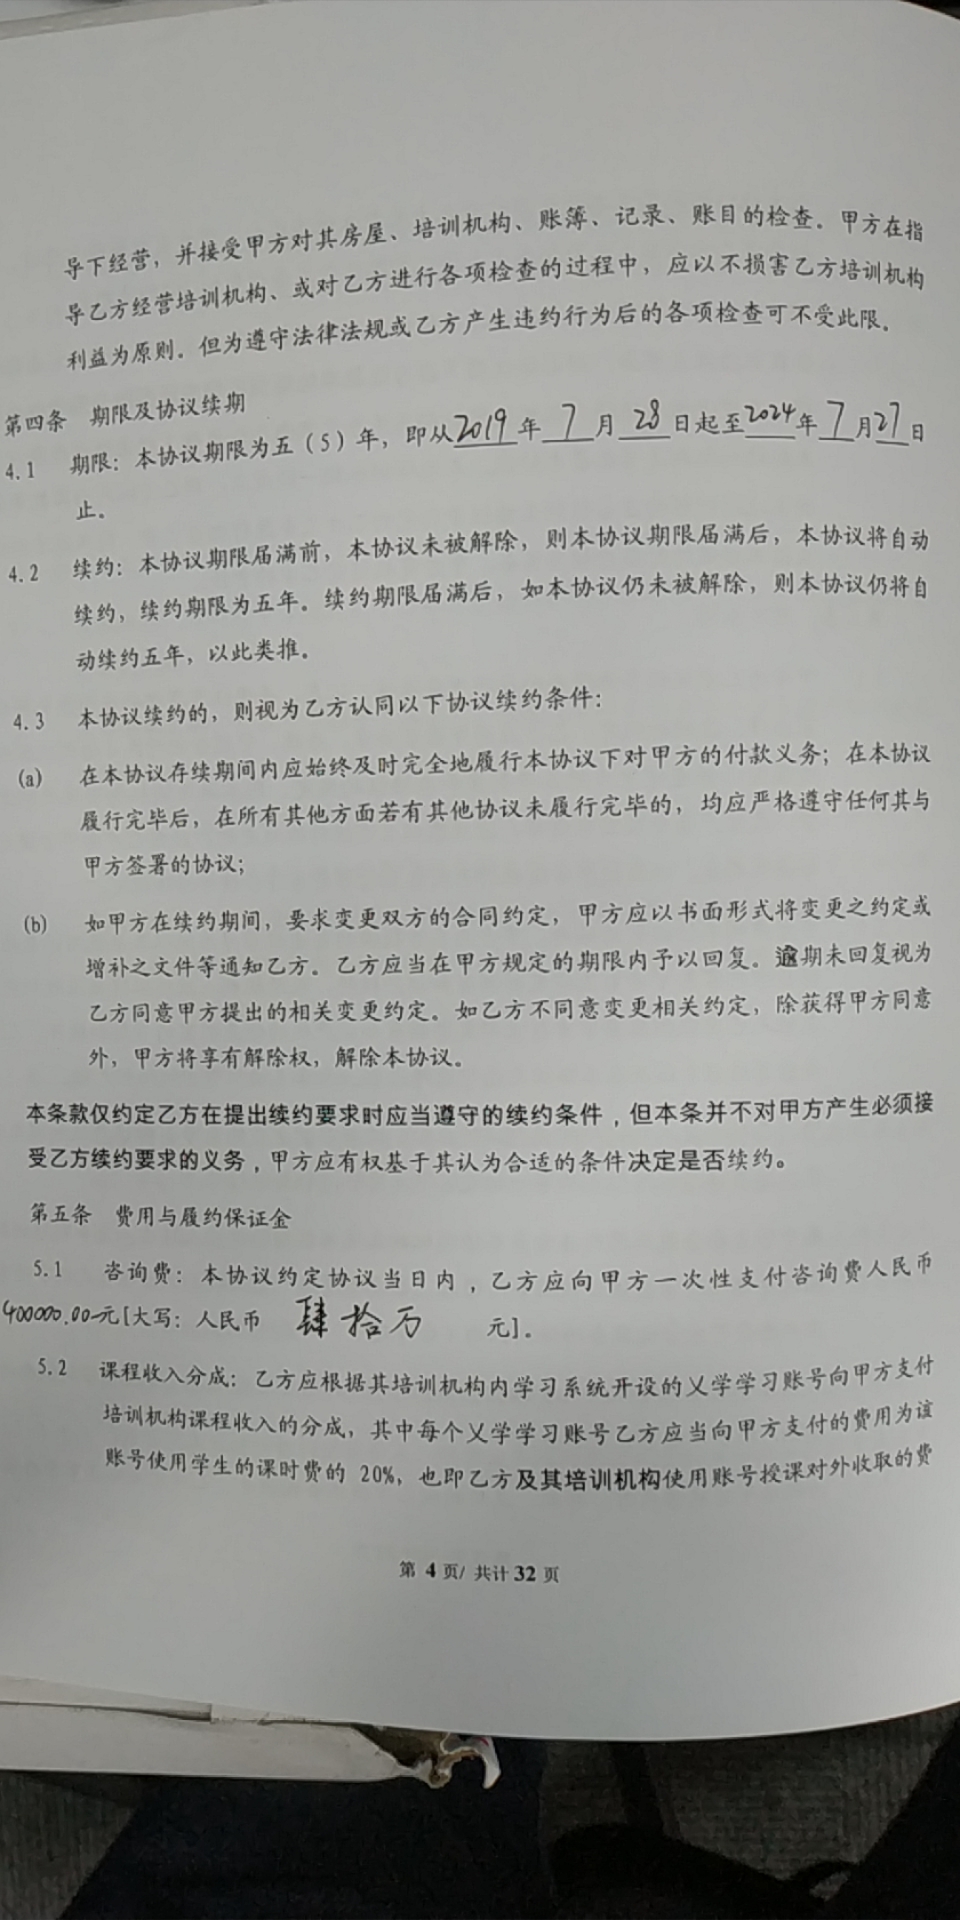 导下经营，并接受甲方对其房屋、培训机构、账簿、记录、账目的检查。甲方在指
导乙方经营培训机构、或对乙方进行各项检查的过程中，应以不损害乙方培训机构
利益为原则。但为遵守法律法规或乙方产生违约行为后的各项检查可不受此限。
第四条 期限及协议续期
4.1 期限：本协议期限为五（5）年，即从2019年7月28日起至2024年7月27日
止。
4.2 续约：本协议期限届满前，本协议未被解除，则本协议期限届满后，本协议将自动
续约，续约期限为五年。续约期限届满后，如本协议仍未被解除，则本协议仍将自
动续约五年，以此类推。
4.3 本协议续约的，则视为乙方认同以下协议续约条件：
(a) 在本协议存续期间内应始终及时完全地履行本协议下对甲方的付款义务；在本协议
履行完毕后，在所有其他方面若有其他协议未履行完毕的，均应严格遵守任何其与
甲方签署的协议；
(b) 如甲方在续约期间，要求变更双方的合同约定，甲方应以书面形式将变更之约定或
增补之文件等通知乙方。乙方应当在甲方规定的期限内予以回复。逾期未回复视为
乙方同意甲方提出的相关变更约定。如乙方不同意变更相关约定，除获得甲方同意
外，甲方将享有解除权，解除本协议。
本条款仅约定乙方在提出续约要求时应当遵守的续约条件，但本条并不对甲方产生必须接
受乙方续约要求的义务，甲方应有权基于其认为合适的条件决定是否续约。
第五条 费用与履约保证金
5.1 咨询费：本协议约定协议当日内，乙方应向甲方一次性支付咨询费人民币
400000.00元[大写：人民币 肆拾万 元]。
5.2 课程收入分成：乙方应根据其培训机构内学习系统开设的乂学学习账号向甲方支付
培训机构课程收入的分成，其中每个乂学学习账号乙方应当向甲方支付的费用为该
账号使用学生的课时费的 20%，也即乙方及其培训机构使用账号授课对外收取的费
第 4 页/ 共计 32 页